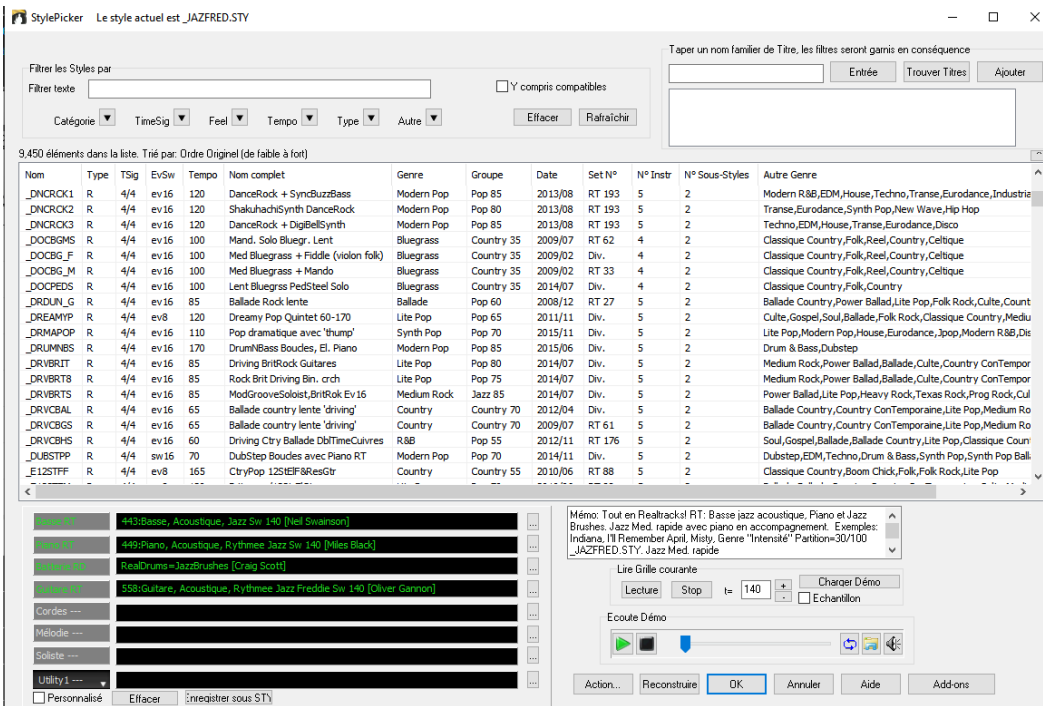 StylePicker Le style actuel est _JAZFRED.STY
Taper un nom familier de Titre, les filtres seront garnis en conséquence
Filtrer les Styles par
Entrée Trouver Titres Ajouter
Filtrer texte Y compris compatibles
Catégorie TimeSig Feel Tempo Type Autre Effacer Rafraîchir
9,450 éléments dans la liste. Trié par: Ordre Originel (de faible à fort)
Nom Type TSig EvSw Tempo Nom complet Genre Groupe Date Set N° N° Instr N° Sous-Styles Autre Genre
_DNCRCK1 R 4/4 ev16 120 DanceRock + SyncBuzzBass Modern Pop Pop 85 2013/08 RT 193 5 2 Modern R&B,EDM,House,Techno,Transe,Eurodance,Industria
_DNCRCK2 R 4/4 ev16 120 ShakuhachiSynth DanceRock Modern Pop Pop 80 2013/08 RT 193 5 2 Transe,Eurodance,Synth Pop,New Wave,Hip Hop
_DNCRCK3 R 4/4 ev16 120 DanceRock + DigiBellSynth Modern Pop Pop 85 2013/08 RT 193 5 2 Techno,EDM,House,Transe,Eurodance,Disco
_DOCBGMS R 4/4 ev16 100 Mand. Solo Bluegr. Lent Bluegrass Country 35 2009/07 RT 62 4 2 Classique Country,Folk,Reel,Country,Celtique
_DOCBG_F R 4/4 ev16 100 Med Bluegrass + Fiddle (violon folk) Bluegrass Country 35 2009/02 Div. 4 2 Classique Country,Folk,Reel,Country,Celtique
_DOCBG_M R 4/4 ev16 100 Med Bluegrass + Mando Bluegrass Country 35 2009/02 RT 33 4 2 Classique Country,Folk,Reel,Country,Celtique
_DOCPEDS R 4/4 ev16 100 Lent Bluegrss PedSteel Solo Bluegrass Country 35 2014/07 Div. 4 2 Classique Country,Folk,Country
_DRDUN_G R 4/4 ev16 85 Ballade Rock lente Ballade Pop 60 2008/12 RT 27 5 2 Ballade Country,Power Ballad,Lite Pop,Folk Rock,Culte,Count
_DREAMYP R 4/4 ev8 120 Dreamy Pop Quintet 60-170 Lite Pop Pop 65 2011/11 Div. 5 2 Culte,Gospel,Soul,Ballade,Folk Rock,Classique Country,Mediu
_DRMAPOP R 4/4 ev16 110 Pop dramatique avec 'thump' Synth Pop Pop 70 2015/11 Div. 5 2 Lite Pop,Modern Pop,House,Eurodance,Jpop,Modern R&B,Dis
_DRUMNBS R 4/4 ev16 170 DrumNBass Boucles, El. Piano Modern Pop Pop 85 2015/06 Div. 5 2 Drum & Bass,Dubstep
_DRVBRIT R 4/4 ev16 85 Driving BritRock Guitares Lite Pop Pop 80 2014/07 Div. 5 2 Medium Rock,Power Ballad,Ballade,Culte,Country ConTempor
_DRVBRT8 R 4/4 ev16 85 Rock Brit Driving Bin. crch Lite Pop Pop 75 2014/07 Div. 5 2 Medium Rock,Power Ballad,Ballade,Culte,Country ConTempor
_DRVBRTS R 4/4 ev16 85 ModGrooveSoloist,BritRok Ev16 Medium Rock Jazz 85 2014/07 Div. 5 2 Power Ballad,Lite Pop,Heavy Rock,Texas Rock,Prog Rock,Cul
_DRVCBAL R 4/4 ev16 65 Ballade country lente 'driving' Country Country 70 2012/04 Div. 5 2 Ballade Country,Country ConTemporaine,Lite Pop,Medium Ro
_DRVCBGS R 4/4 ev16 65 Ballade country lente 'driving' Country Country 70 2009/07 RT 61 5 2 Ballade Country,Country ConTemporaine,Lite Pop,Medium Ro
_DRVCBHS R 4/4 ev16 60 Driving Ctry Ballade DblTimeCuivres R&B Pop 55 2012/11 RT 176 5 2 Soul,Gospel,Ballade,Ballade Country,Lite Pop,Classique Coun
_DUBSTPP R 4/4 sw16 70 DubStep Boucles avec Piano RT Modern Pop Pop 70 2014/11 Div. 5 2 Dubstep,EDM,Techno,Drum & Bass,Synth Pop,Synth Pop Ball
_E12STFF R 4/4 ev8 165 CtryPop 12StElF&ResGtr Country Country 55 2010/06 RT 88 5 2 Classique Country,Boom Chick,Folk,Folk Rock,Lite Pop
Basse RT 443:Basse, Acoustique, Jazz Sw 140 [Neil Swainson] ...
Piano RT 449:Piano, Acoustique, Rythmee Jazz Sw 140 [Miles Black] ...
Batterie RD RealDrums=JazzBrushes [Craig Scott] ...
Guitare RT 558:Guitare, Acoustique, Rythmee Jazz Freddie Sw 140 [Oliver Gannon] ...
Cordes --- ...
Mélodie --- ...
Soliste --- ...
Utility1 --- ...
Personnalisé Effacer Enregistrer sous STY
Mémo: Tout en Realtracks! RT: Basse jazz acoustique, Piano et Jazz
Brushes. Jazz Med. rapide avec piano en accompagnement. Exemples:
Indiana, I'll Remember April, Misty, Genre "Intensité" Partition=30/100
_JAZFRED.STY. Jazz Med. rapide
Lire Grille courante
Lecture Stop t= 140 + - Charger Démo
Echantillon
Ecoute Démo
Action... Reconstruire OK Annuler Aide Add-ons